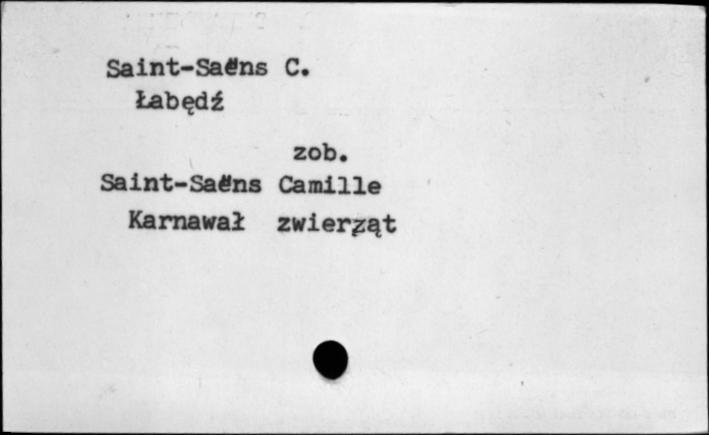 Saint-Saëns C.
Łabędź
zob.
Saint-Saëns Camille
Karnawał zwierząt